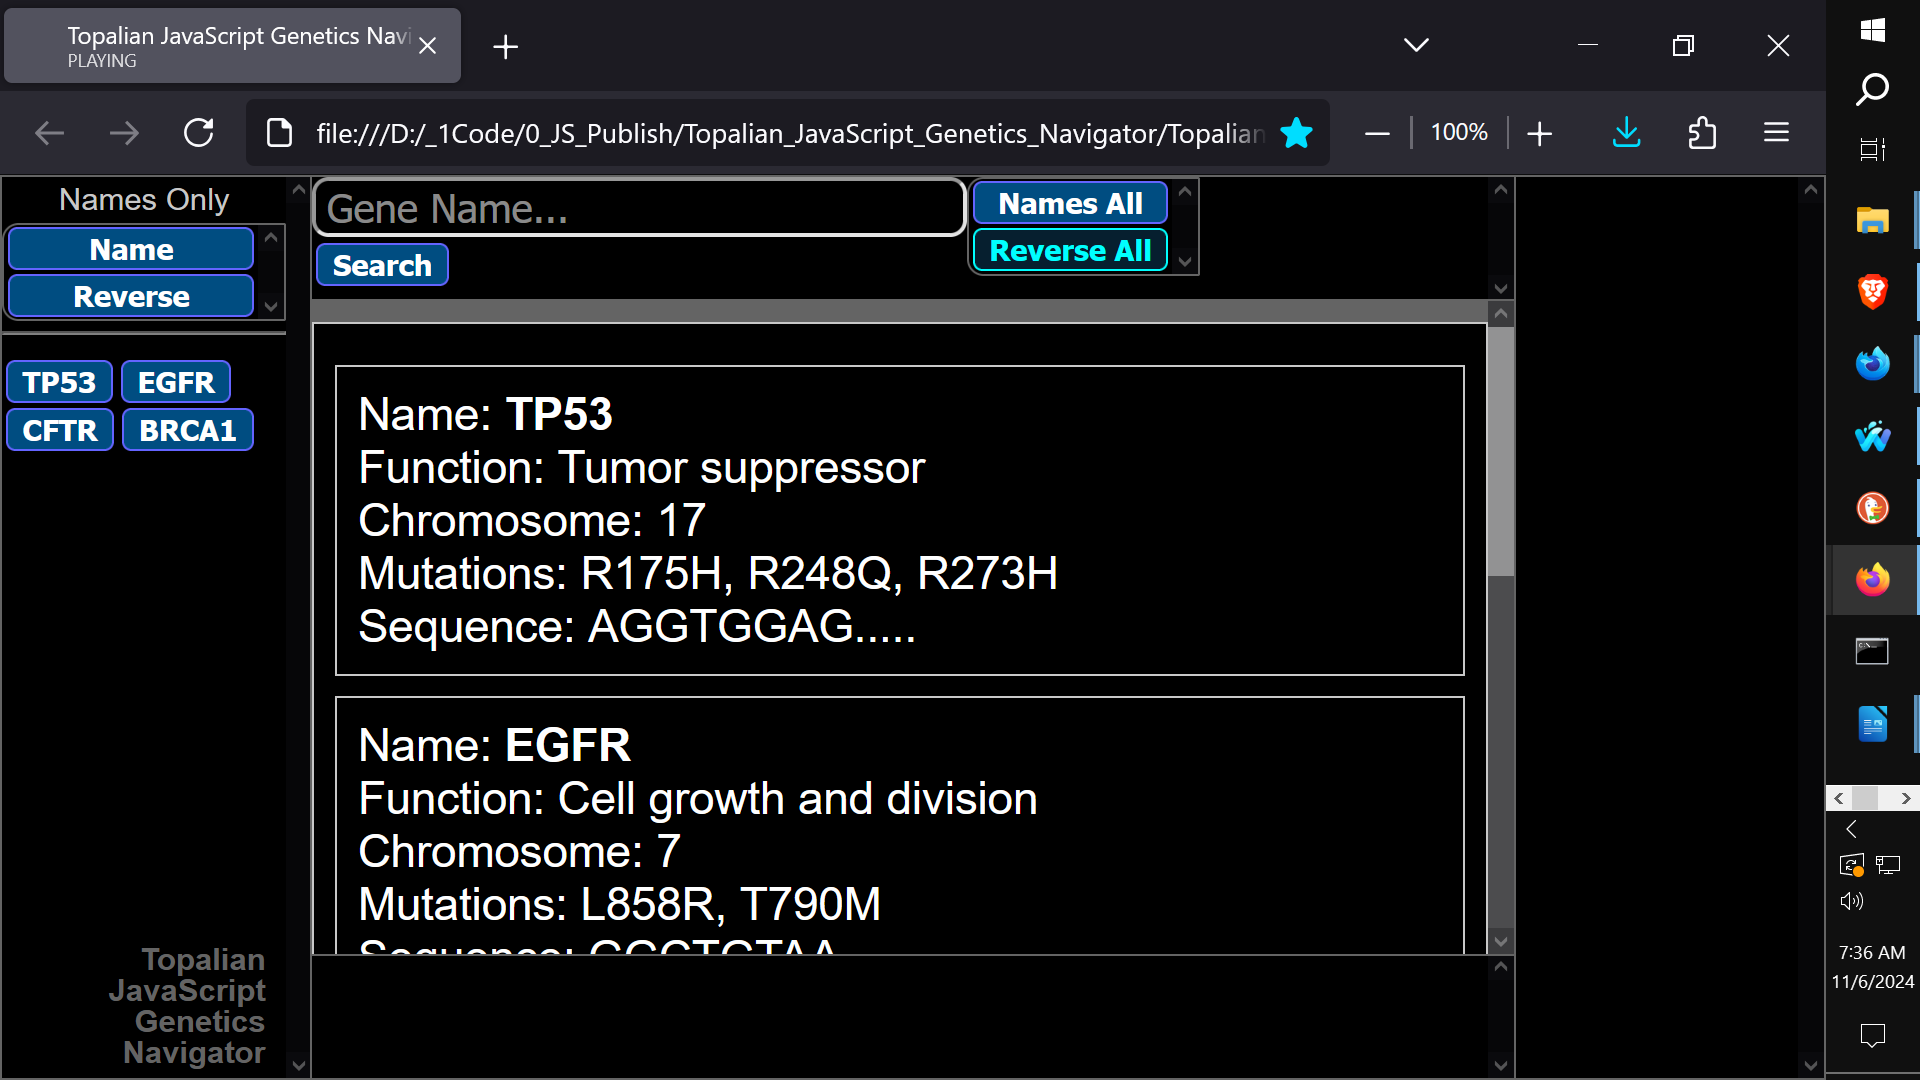 Topalian JavaScript Genetics Navi
PLAYING
file:///D:/_1Code/0_JS_Publish/Topalian_JavaScript_Genetics_Navigator/Topalian
100%
Names Only
Name
Reverse
TP53 EGFR
CFTR BRCA1
Topalian
JavaScript
Genetics
Navigator
Gene Name...
Search
Names All
Reverse All
Name: TP53
Function: Tumor suppressor
Chromosome: 17
Mutations: R175H, R248Q, R273H
Sequence: AGGTGGAG.....
Name: EGFR
Function: Cell growth and division
Chromosome: 7
Mutations: L858R, T790M
Sequence:
7:36 AM
11/6/2024